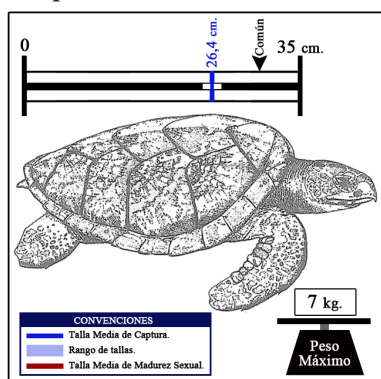 0
26,4 cm.
Común
35 cm.
7 kg.
Peso
Máximo
CONVENCIONES
Talla Media de Captura.
Rango de tallas.
Talla Media de Madurez Sexual.